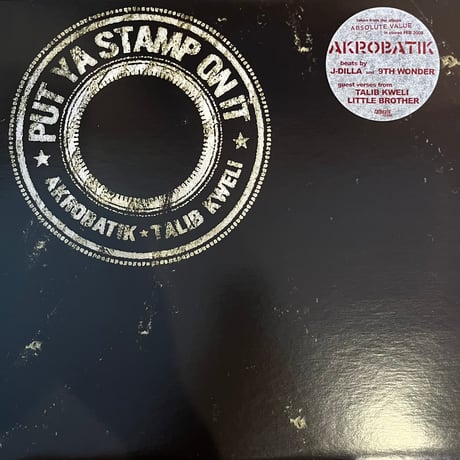 PUT YA STAMP ON IT
AKROBATIK ★ TALIB KWELI
taken from the album
ABSOLUTE VALUE
in stores FEB 2008
AKROBATIK
beats by
J-DILLA and 9TH WONDER
guest verses from
TALIB KWELI
LITTLE BROTHER